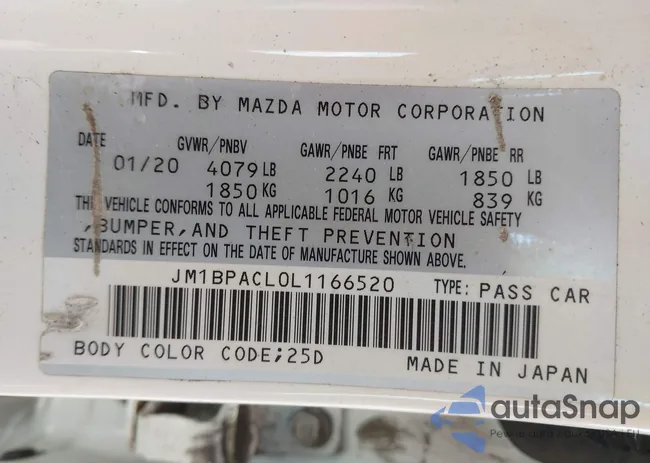 MFD. BY MAZDA MOTOR CORPORATION
DATE GVWR/PNBV GAWR/PNBE FRT GAWR/PNBE RR
01/20 4079 LB 2240 LB 1850 LB
1850 KG 1016 KG 839 KG
THIS VEHICLE CONFORMS TO ALL APPLICABLE FEDERAL MOTOR VEHICLE SAFETY
,BUMPER,AND THEFT PREVENTION
STANDARDS IN EFFECT ON THE DATE OF MANUFACTURE SHOWN ABOVE.
JM1BPACL0L1166520 TYPE: PASS CAR
BODY COLOR CODE;25D MADE IN JAPAN
autaSnap